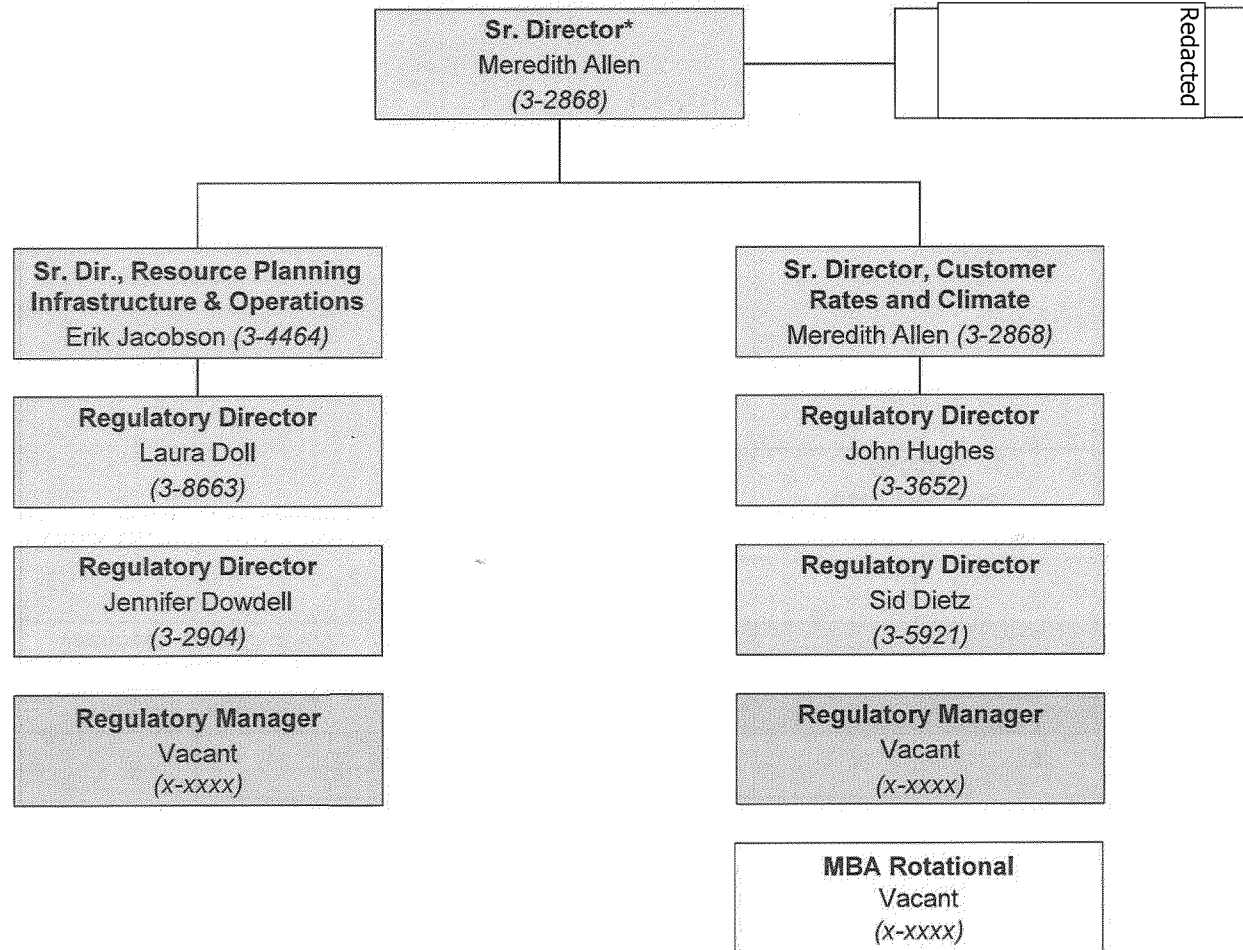 Sr. Director*
Meredith Allen
(3-2868)
Redacted
Sr. Dir., Resource Planning
Infrastructure & Operations
Erik Jacobson (3-4464)
Sr. Director, Customer
Rates and Climate
Meredith Allen (3-2868)
Regulatory Director
Laura Doll
(3-8663)
Regulatory Director
John Hughes
(3-3652)
Regulatory Director
Jennifer Dowdell
(3-2904)
Regulatory Director
Sid Dietz
(3-5921)
Regulatory Manager
Vacant
(x-xxxx)
Regulatory Manager
Vacant
(x-xxxx)
MBA Rotational
Vacant
(x-xxxx)